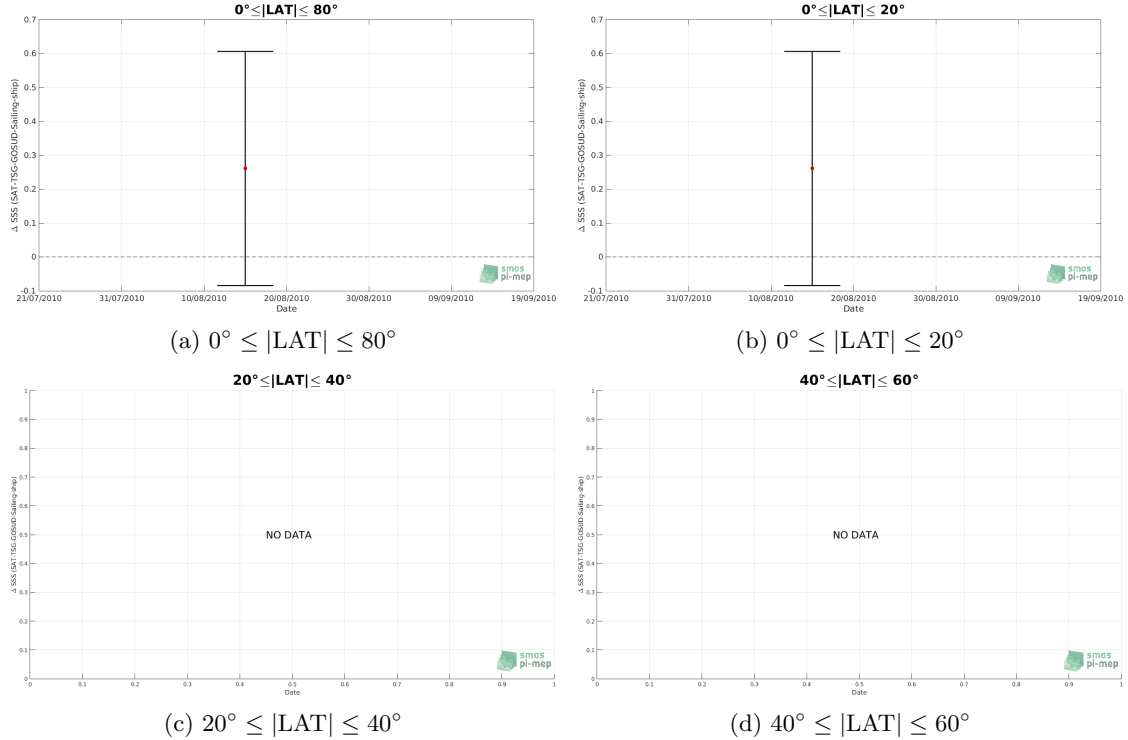 0°≤|LAT|≤ 80°
Δ SSS (SAT-TSG-GOSUD-Sailing-ship)
0.7
0.6
0.5
0.4
0.3
0.2
0.1
0
-0.1
21/07/2010 31/07/2010 10/08/2010 20/08/2010 30/08/2010 09/09/2010 19/09/2010
Date
smos
pi-mep
(a) 0° ≤ |LAT| ≤ 80°
0°≤|LAT|≤ 20°
Δ SSS (SAT-TSG-GOSUD-Sailing-ship)
0.7
0.6
0.5
0.4
0.3
0.2
0.1
0
-0.1
21/07/2010 31/07/2010 10/08/2010 20/08/2010 30/08/2010 09/09/2010 19/09/2010
Date
smos
pi-mep
(b) 0° ≤ |LAT| ≤ 20°
20°≤|LAT|≤ 40°
Δ SSS (SAT-TSG-GOSUD-Sailing-ship)
1
0.9
0.8
0.7
0.6
0.5
0.4
0.3
0.2
0.1
0
NO DATA
0 0.1 0.2 0.3 0.4 0.5 0.6 0.7 0.8 0.9 1
Date
smos
pi-mep
(c) 20° ≤ |LAT| ≤ 40°
40°≤|LAT|≤ 60°
Δ SSS (SAT-TSG-GOSUD-Sailing-ship)
1
0.9
0.8
0.7
0.6
0.5
0.4
0.3
0.2
0.1
0
NO DATA
0 0.1 0.2 0.3 0.4 0.5 0.6 0.7 0.8 0.9 1
Date
smos
pi-mep
(d) 40° ≤ |LAT| ≤ 60°